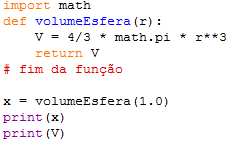 import math
def volumeEsfera(r):
    V = 4/3 * math.pi * r**3
    return V
# fim da função
x = volumeEsfera(1.0)
print(x)
print(V)